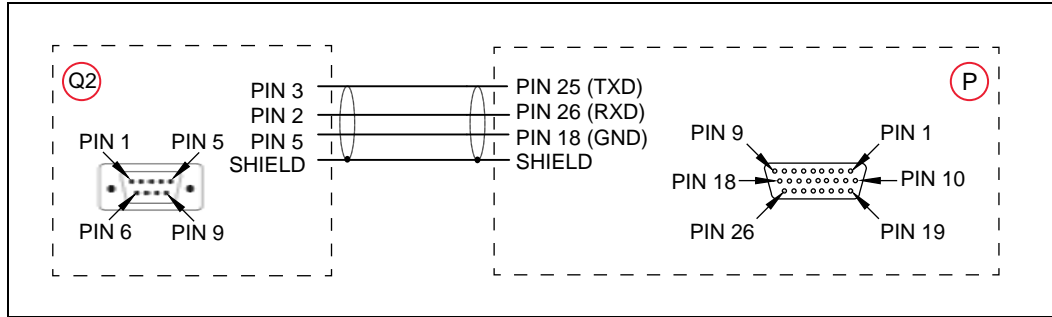 Q2
PIN 3
PIN 2
PIN 5
SHIELD
PIN 1
PIN 5
PIN 6
PIN 9
PIN 25 (TXD)
PIN 26 (RXD)
PIN 18 (GND)
SHIELD
P
PIN 9
PIN 1
PIN 18
PIN 10
PIN 26
PIN 19